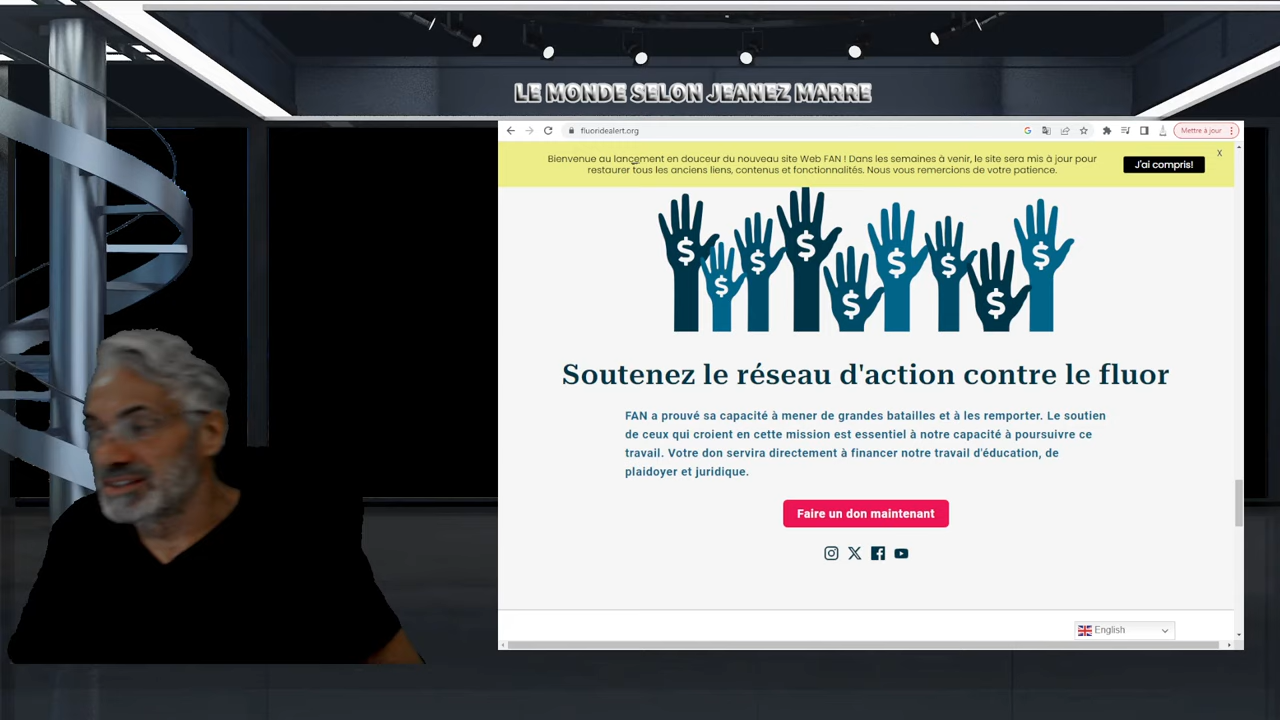 LE MONDE SELON JEANEZ MARRE
fluoridealert.org
Mettre à jour
Bienvenue au lancement en douceur du nouveau site Web FAN ! Dans les semaines à venir, le site sera mis à jour pour
restaurer tous les anciens liens, contenus et fonctionnalités. Nous vous remercions de votre patience.
J'ai compris!
X
$ $ $ $ $ $ $ $ $
Soutenez le réseau d'action contre le fluor
FAN a prouvé sa capacité à mener de grandes batailles et à les remporter. Le soutien
de ceux qui croient en cette mission est essentiel à notre capacité à poursuivre ce
travail. Votre don servira directement à financer notre travail d'éducation, de
plaidoyer et juridique.
Faire un don maintenant
English